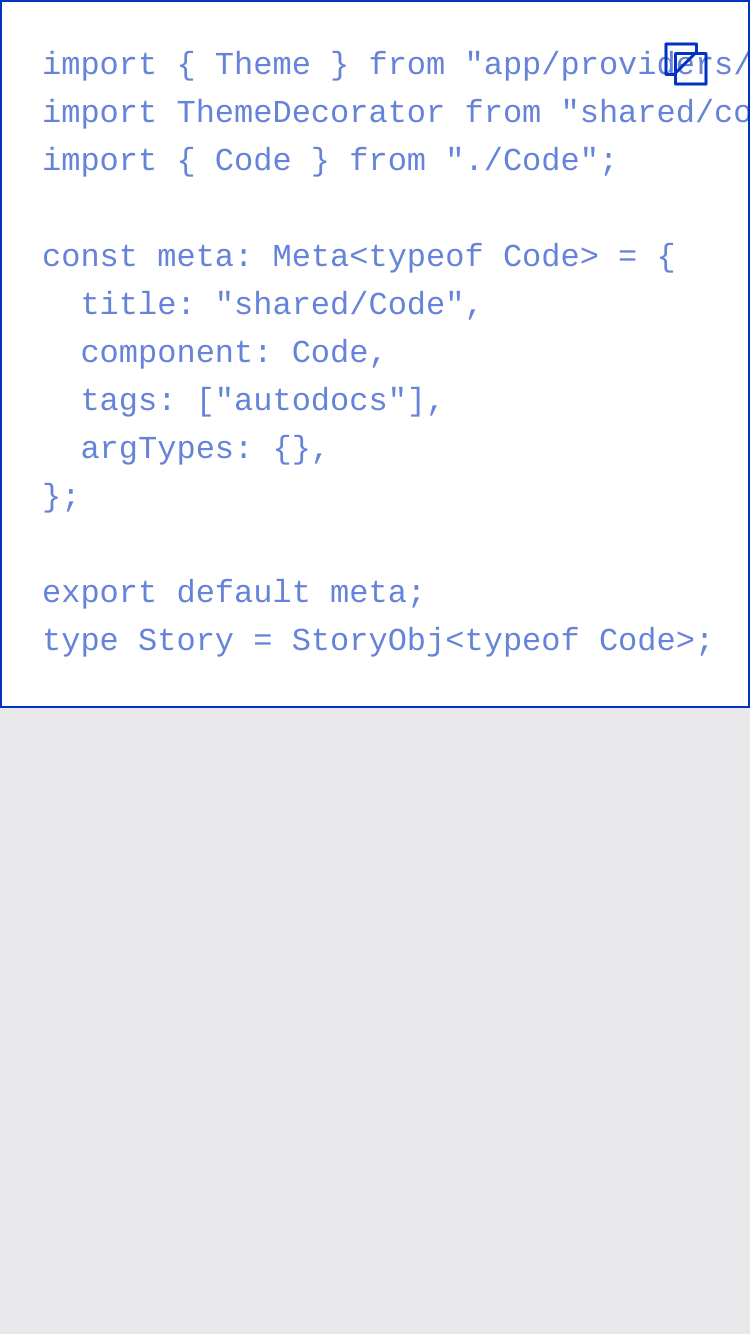 import { Theme } from "app/providers/
import ThemeDecorator from "shared/co
import { Code } from "./Code";
const meta: Meta<typeof Code> = {
title: "shared/Code",
component: Code,
tags: ["autodocs"],
argTypes: {},
};
export default meta;
type Story = StoryObj<typeof Code>;